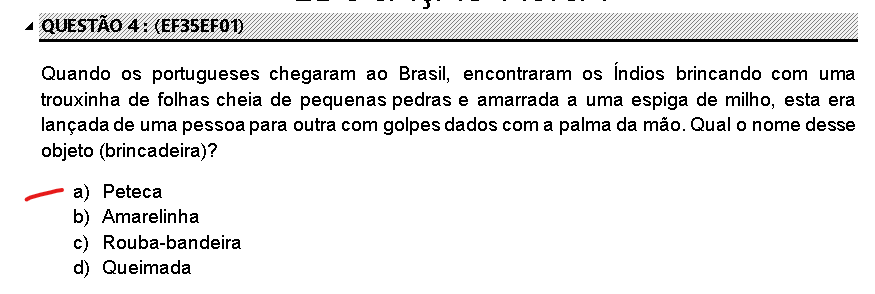 QUESTÃO 4 : (EF35EF01)
Quando os portugueses chegaram ao Brasil, encontraram os Índios brincando com uma
trouxinha de folhas cheia de pequenas pedras e amarrada a uma espiga de milho, esta era
lançada de uma pessoa para outra com golpes dados com a palma da mão. Qual o nome desse
objeto (brincadeira)?
a) Peteca
b) Amarelinha
c) Rouba-bandeira
d) Queimada